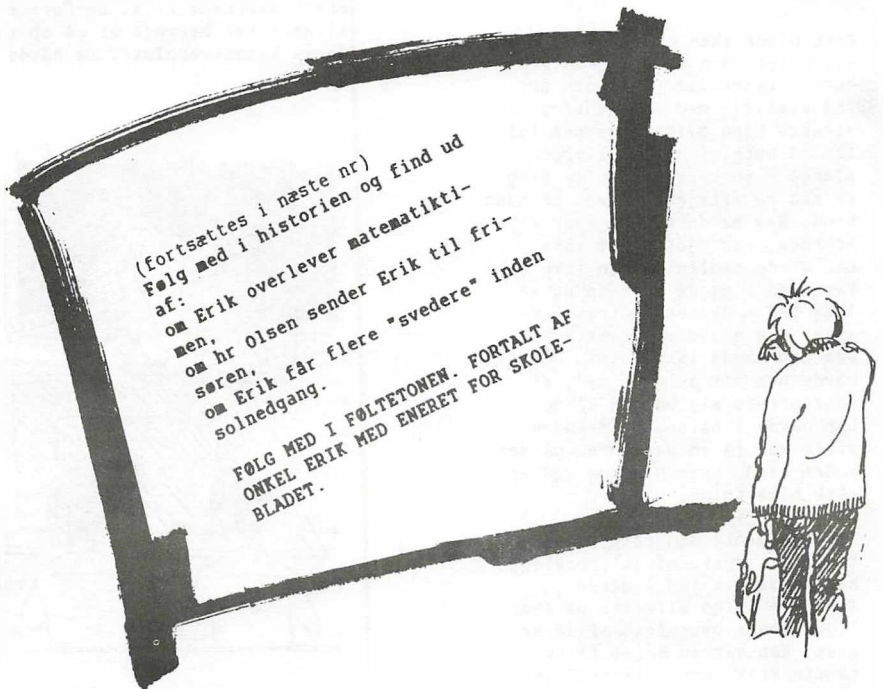 (fortsættes i næste nr)
Følg med i historien og find ud
af:
om Erik overlever matematikti-
men,
om hr Olsen sender Erik til fri-
søren,
om Erik får flere "svedere" inden
solnedgang.
FØLG MED I FØLTETONEN. FORTALT AF
ONKEL ERIK MED ENERET FOR SKOLE-
BLADET.